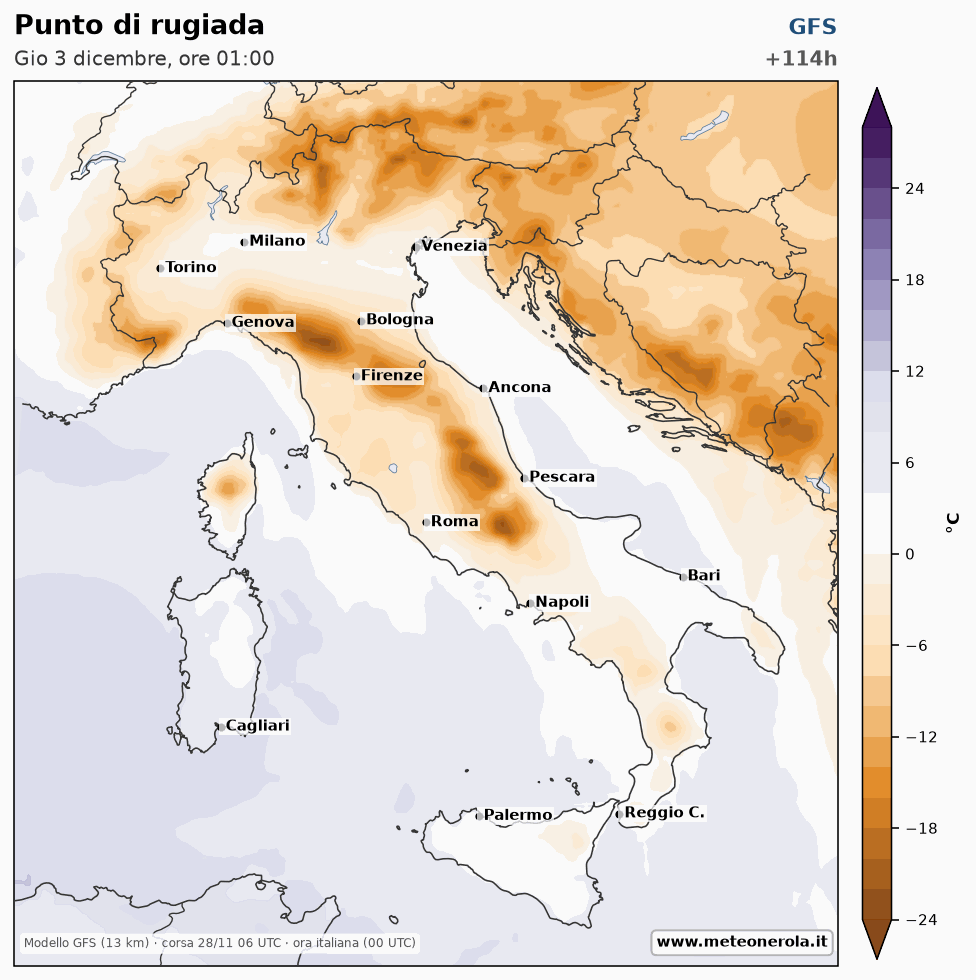 Punto di rugiada
GFS
Gio 3 dicembre, ore 01:00
+114h
Milano
Venezia
Torino
Genova
Bologna
Firenze
Ancona
Pescara
Roma
Bari
Napoli
Cagliari
Palermo
Reggio C.
24
18
12
6
0
−6
−12
−18
−24
°C
Modello GFS (13 km) · corsa 28/11 06 UTC · ora italiana (00 UTC)
www.meteonerola.it